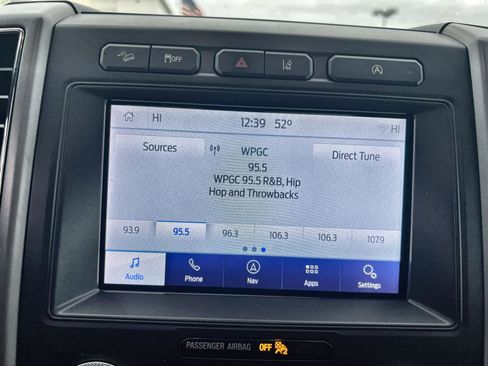 OFF
HI 12:39 52° HI
Sources WPGC Direct Tune
95.5
WPGC 95.5 R&B, Hip
Hop and Throwbacks
93.9 95.5 96.3 106.3 106.3 107.9
Audio Phone Nav Apps Settings
PASSENGER AIRBAG OFF 2